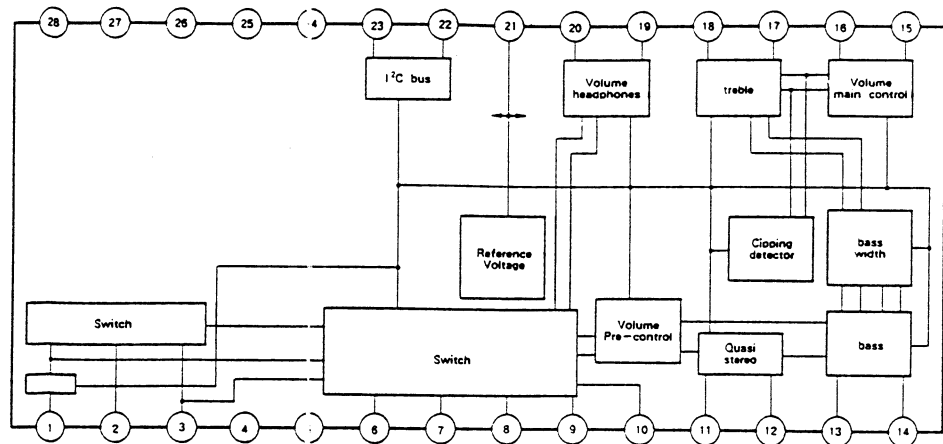 28 27 26 25 4 23 22 21 20 19 18 17 16 15
I²C bus
Volume
headphones
treble
Volume
main control
Reference
Voltage
Cipping
detector
bass
width
Switch
Switch
Volume
Pre-control
Quasi
stereo
bass
1 2 3 4 6 7 8 9 10 11 12 13 14